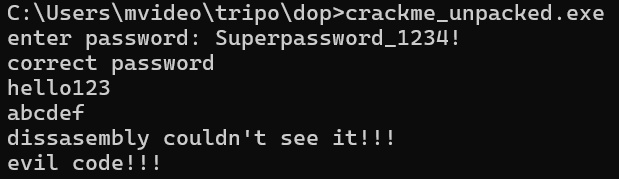 C:\Users\mvideo\tripo\dop>crackme_unpacked.exe
enter password: Superpassword_1234!
correct password
hello123
abcdef
dissasembly couldn't see it!!!
evil code!!!